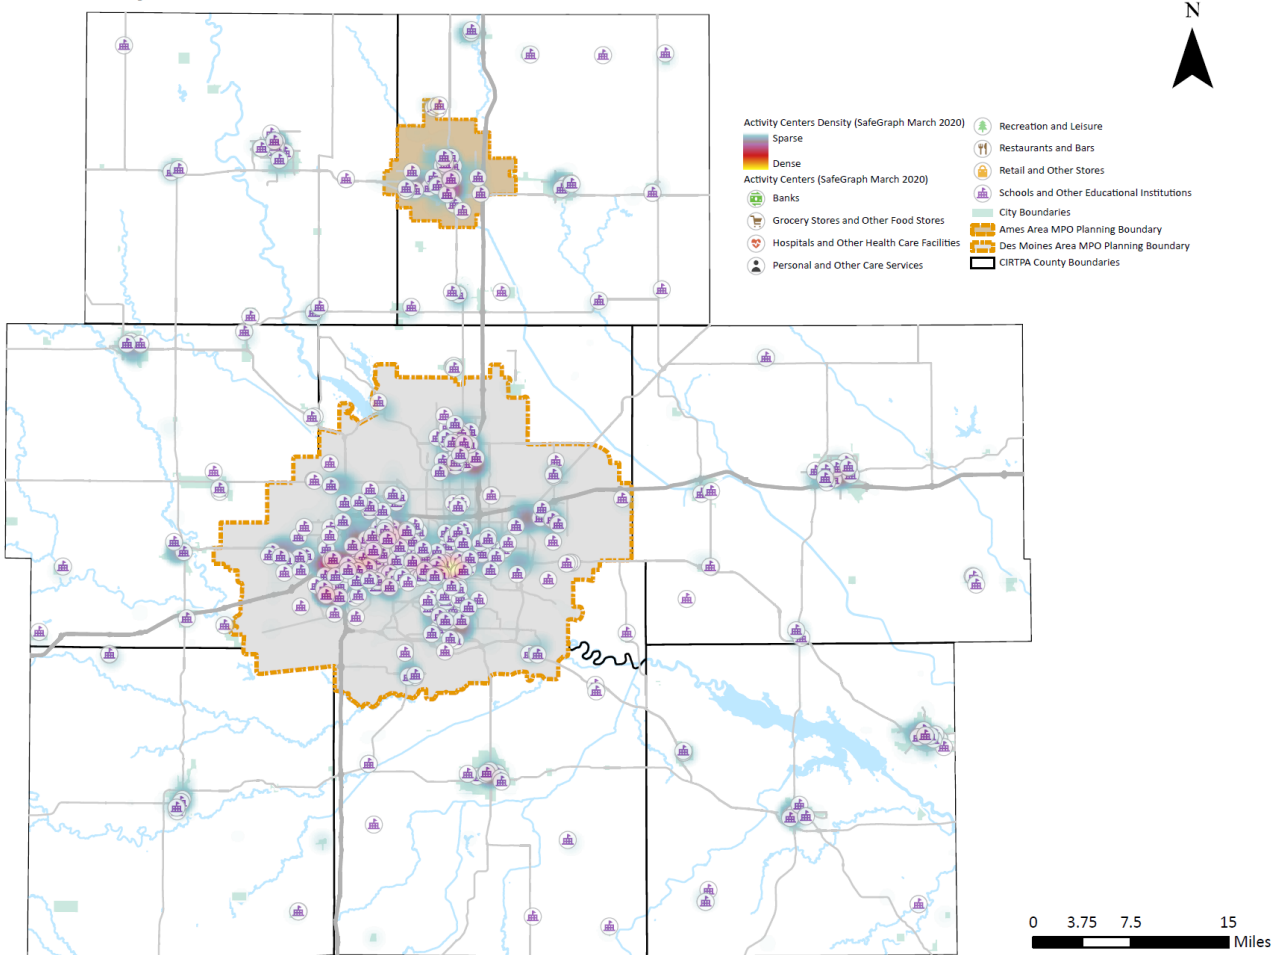 N
Activity Centers Density (SafeGraph March 2020)
Sparse
Dense
Activity Centers (SafeGraph March 2020)
Banks
Grocery Stores and Other Food Stores
Hospitals and Other Health Care Facilities
Personal and Other Care Services
Recreation and Leisure
Restaurants and Bars
Retail and Other Stores
Schools and Other Educational Institutions
City Boundaries
Ames Area MPO Planning Boundary
Des Moines Area MPO Planning Boundary
CIRTPA County Boundaries
0 3.75 7.5 15
Miles